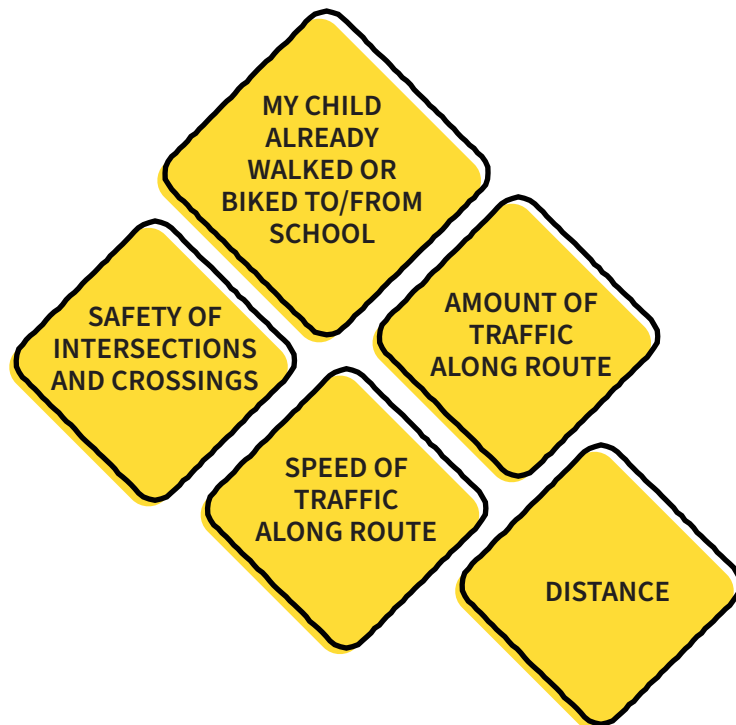 MY CHILD
ALREADY
WALKED OR
BIKED TO/FROM
SCHOOL
SAFETY OF
INTERSECTIONS
AND CROSSINGS
AMOUNT OF
TRAFFIC
ALONG ROUTE
SPEED OF
TRAFFIC
ALONG ROUTE
DISTANCE